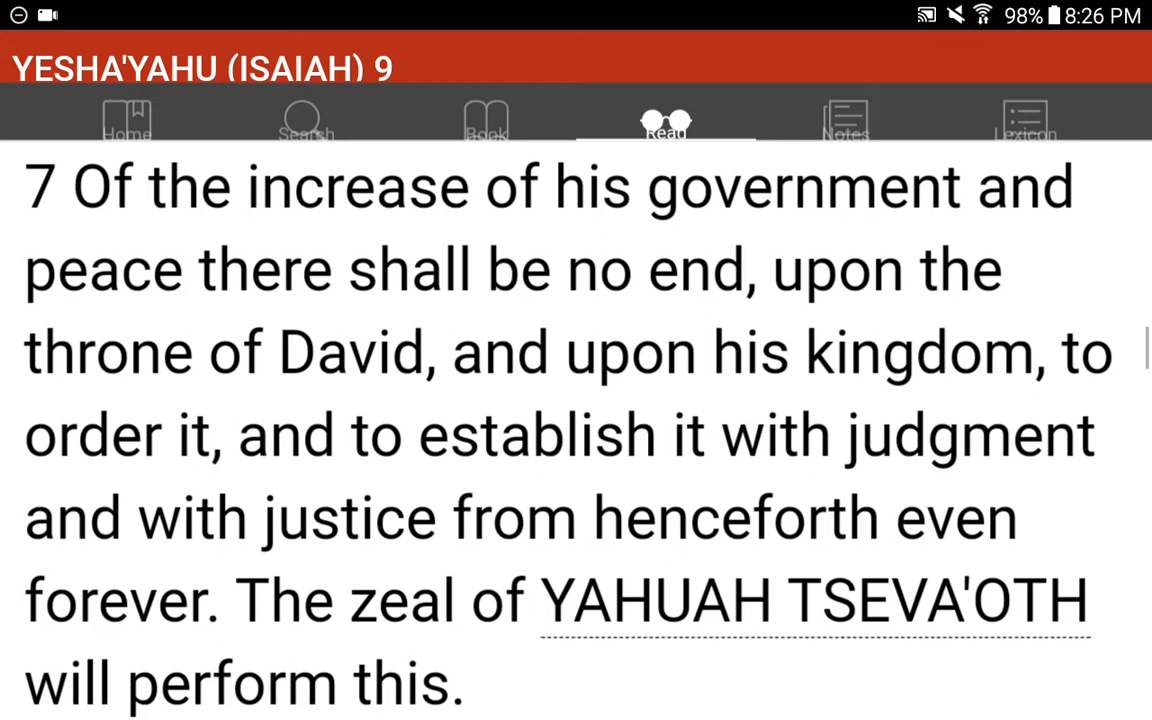 98% 8:26 PM
YESHA'YAHU (ISAIAH) 9
Home Search Book Read Notes Lexicon
7 Of the increase of his government and
peace there shall be no end, upon the
throne of David, and upon his kingdom, to
order it, and to establish it with judgment
and with justice from henceforth even
forever. The zeal of YAHUAH TSEVA'OTH
will perform this.